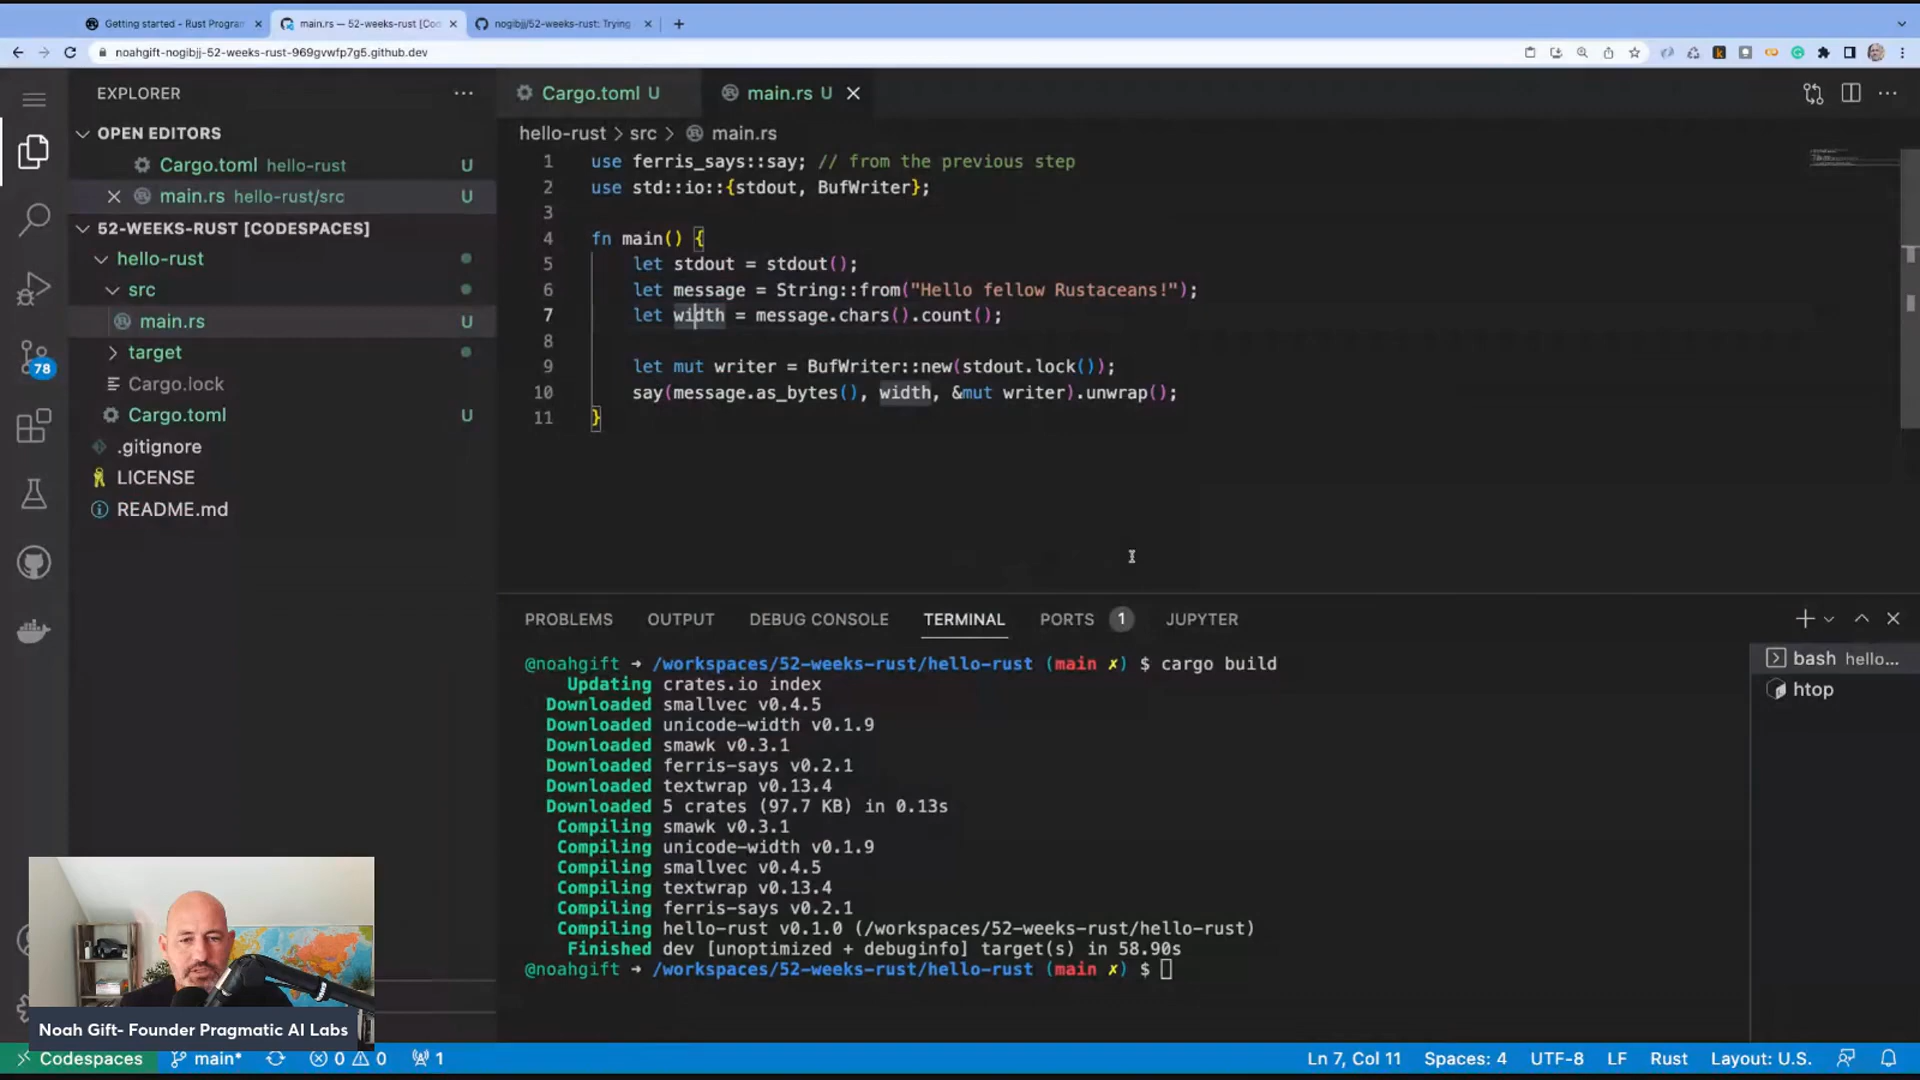 Getting started - Rust Program
main.rs — 52-weeks-rust [Cod
nogibjj/52-weeks-rust: Trying
noahgift-nogibjj-52-weeks-rust-969gvwfp7g5.github.dev
EXPLORER
OPEN EDITORS
Cargo.toml hello-rust U
main.rs hello-rust/src U
52-WEEKS-RUST [CODESPACES]
hello-rust
src
main.rs U
target
Cargo.lock
Cargo.toml U
.gitignore
LICENSE
README.md
78
Cargo.toml U
main.rs U
hello-rust > src > main.rs
1 use ferris_says::say; // from the previous step
2 use std::io::{stdout, BufWriter};
3
4 fn main() {
5 let stdout = stdout();
6 let message = String::from("Hello fellow Rustaceans!");
7 let width = message.chars().count();
8
9 let mut writer = BufWriter::new(stdout.lock());
10 say(message.as_bytes(), width, &mut writer).unwrap();
11 }
PROBLEMS OUTPUT DEBUG CONSOLE TERMINAL PORTS 1 JUPYTER
@noahgift → /workspaces/52-weeks-rust/hello-rust (main ✗) $ cargo build
Updating crates.io index
Downloaded smallvec v0.4.5
Downloaded unicode-width v0.1.9
Downloaded smawk v0.3.1
Downloaded ferris-says v0.2.1
Downloaded textwrap v0.13.4
Downloaded 5 crates (97.7 KB) in 0.13s
Compiling smawk v0.3.1
Compiling unicode-width v0.1.9
Compiling smallvec v0.4.5
Compiling textwrap v0.13.4
Compiling ferris-says v0.2.1
Compiling hello-rust v0.1.0 (/workspaces/52-weeks-rust/hello-rust)
Finished dev [unoptimized + debuginfo] target(s) in 58.90s
@noahgift → /workspaces/52-weeks-rust/hello-rust (main ✗) $
bash hello...
htop
Noah Gift- Founder Pragmatic AI Labs
Codespaces main* 0 0 1
Ln 7, Col 11 Spaces: 4 UTF-8 LF Rust Layout: U.S.